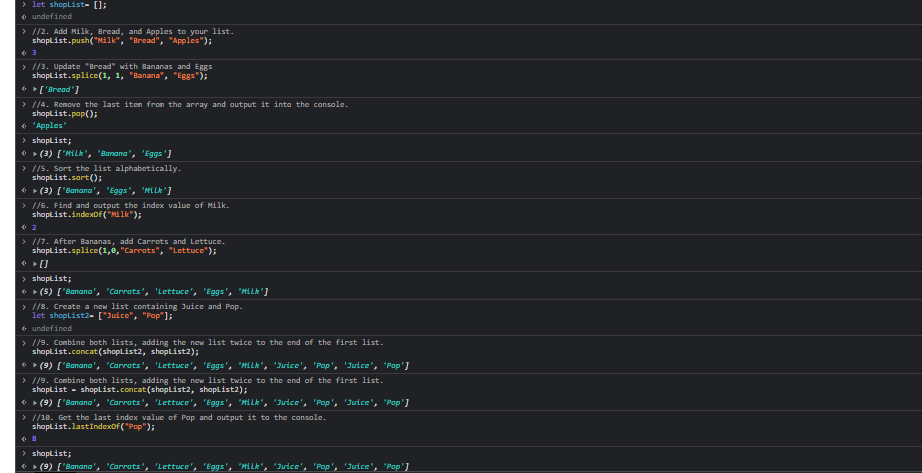 > let shopList= [];
undefined
> //2. Add Milk, Bread, and Apples to your list.
shopList.push("Milk", "Bread", "Apples");
3
> //3. Update "Bread" with Bananas and Eggs
shopList.splice(1, 1, "Banana", "Eggs");
['Bread']
> //4. Remove the last item from the array and output it into the console.
shopList.pop();
'Apples'
> shopList;
(3) ['Milk', 'Banana', 'Eggs']
> //5. Sort the list alphabetically.
shopList.sort();
(3) ['Banana', 'Eggs', 'Milk']
> //6. Find and output the index value of Milk.
shopList.indexOf("Milk");
2
> //7. After Bananas, add Carrots and Lettuce.
shopList.splice(1,0,"Carrots", "Lettuce");
[]
> shopList;
(5) ['Banana', 'Carrots', 'Lettuce', 'Eggs', 'Milk']
> //8. Create a new list containing Juice and Pop.
let shopList2= ["Juice", "Pop"];
undefined
> //9. Combine both lists, adding the new list twice to the end of the first list.
shopList.concat(shopList2, shopList2);
(9) ['Banana', 'Carrots', 'Lettuce', 'Eggs', 'Milk', 'Juice', 'Pop', 'Juice', 'Pop']
> //9. Combine both lists, adding the new list twice to the end of the first list.
shopList = shopList.concat(shopList2, shopList2);
(9) ['Banana', 'Carrots', 'Lettuce', 'Eggs', 'Milk', 'Juice', 'Pop', 'Juice', 'Pop']
> //10. Get the last index value of Pop and output it to the console.
shopList.lastIndexOf("Pop");
8
> shopList;
(9) ['Banana', 'Carrots', 'Lettuce', 'Eggs', 'Milk', 'Juice', 'Pop', 'Juice', 'Pop']